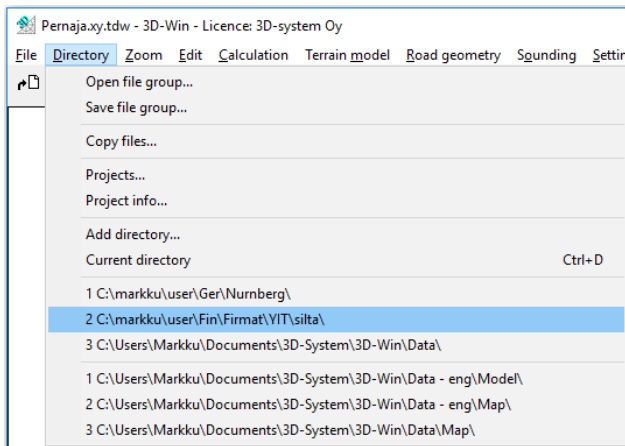 Pernaja.xy.tdw - 3D-Win - Licence: 3D-system Oy
File Directory Zoom Edit Calculation Terrain model Road geometry Sounding Settin
Open file group...
Save file group...
Copy files...
Projects...
Project info...
Add directory...
Current directory Ctrl+D
1 C:\markku\user\Ger\Nurnberg\
2 C:\markku\user\Fin\Firmat\YIT\silta\
3 C:\Users\Markku\Documents\3D-System\3D-Win\Data\
1 C:\Users\Markku\Documents\3D-System\3D-Win\Data - eng\Model\
2 C:\Users\Markku\Documents\3D-System\3D-Win\Data - eng\Map\
3 C:\Users\Markku\Documents\3D-System\3D-Win\Data\Map\